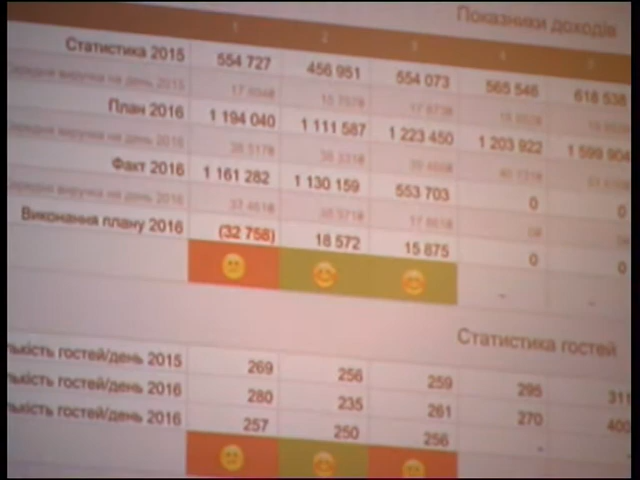 Показники доходів
1 2 3 4 5
Статистика 2015 554 727 456 951 554 073 565 546 618 538
План 2016 1 194 040 1 111 587 1 223 450 1 203 922 1 599 904
Факт 2016 1 161 282 1 130 159 553 703 0 0
Виконання плану 2016 (32 758) 18 572 15 875 0 0
Статистика гостей
лькість гостей/день 2015 269 256 259 295 311
лькість гостей/день 2016 280 235 261 270 400
лькість гостей/день 2016 257 250 256